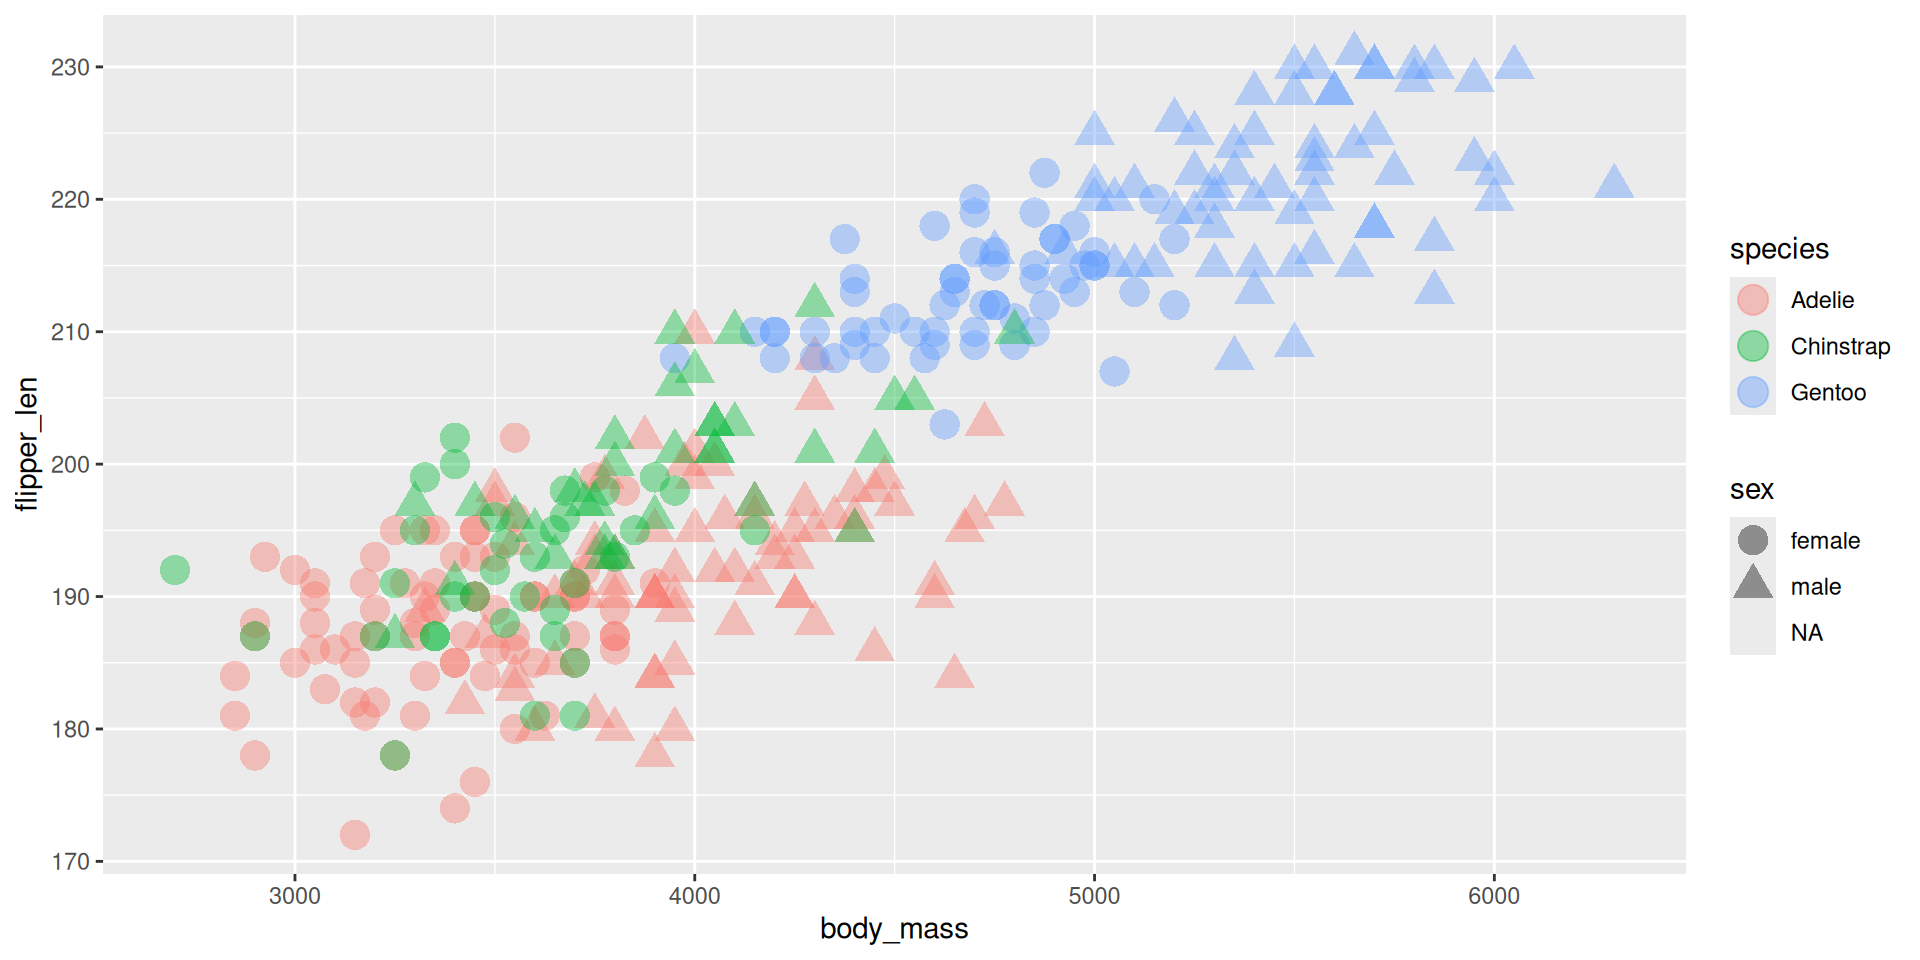 230
220
210
200
190
180
170
flipper_len
3000
4000
5000
6000
body_mass
species
Adelie
Chinstrap
Gentoo
sex
female
male
NA